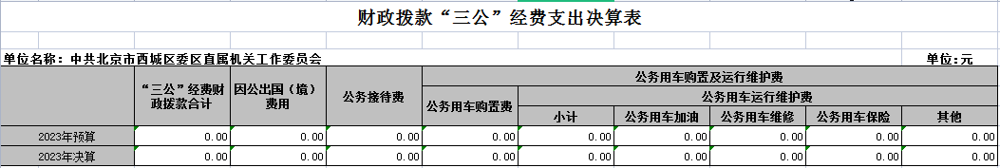 财政拨款“三公”经费支出决算表
单位名称：中共北京市西城区委区直属机关工作委员会 单位:元
“三公”经费财政拨款合计 因公出国（境）费用 公务接待费 公务用车购置及运行维护费
公务用车购置费 公务用车运行维护费
小计 公务用车加油 公务用车维修 公务用车保险 其他
2023年预算 0.00 0.00 0.00 0.00 0.00 0.00 0.00 0.00 0.00
2023年决算 0.00 0.00 0.00 0.00 0.00 0.00 0.00 0.00 0.00